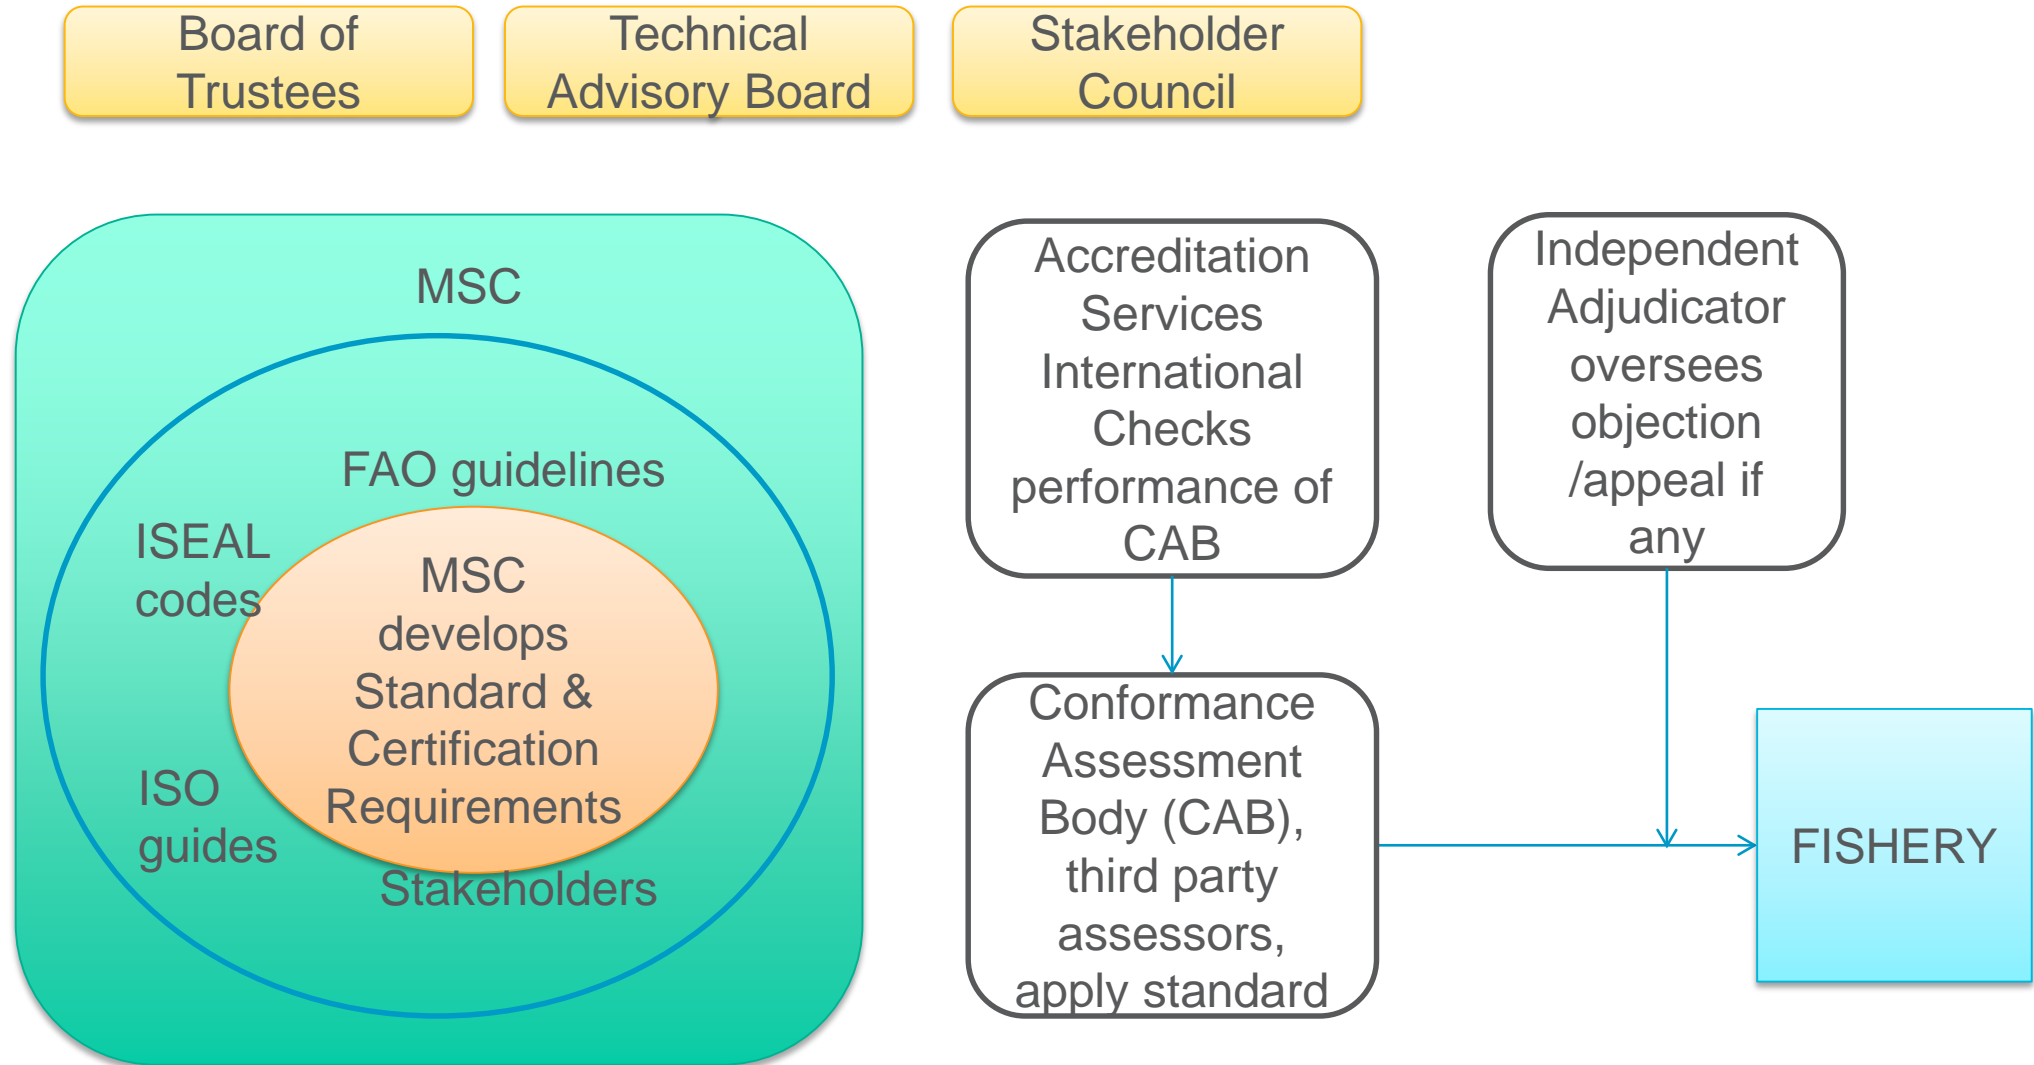 Board of
Trustees
Technical
Advisory Board
Stakeholder
Council
MSC
FAO guidelines
ISEAL
codes
MSC
develops
Standard &
Certification
Requirements
ISO
guides
Stakeholders
Accreditation
Services
International
Checks
performance of
CAB
Conformance
Assessment
Body (CAB),
third party
assessors,
apply standard
Independent
Adjudicator
oversees
objection
/appeal if
any
FISHERY